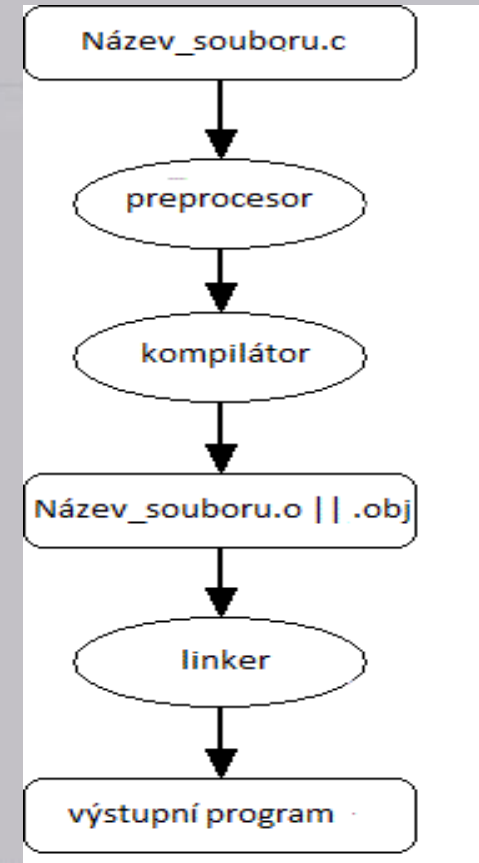 Název_souboru.c
preprocesor
kompilátor
Název_souboru.o || .obj
linker
výstupní program